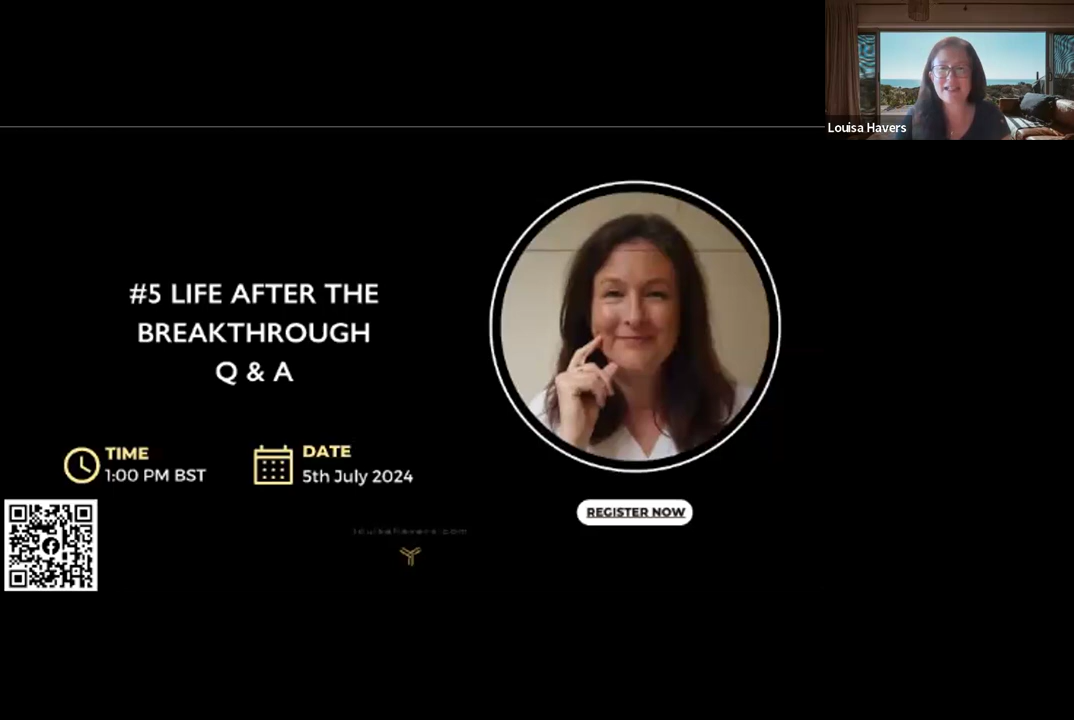 Louisa Havers
#5 LIFE AFTER THE
BREAKTHROUGH
Q & A
TIME
1:00 PM BST
DATE
5th July 2024
REGISTER NOW
louisahavers.com